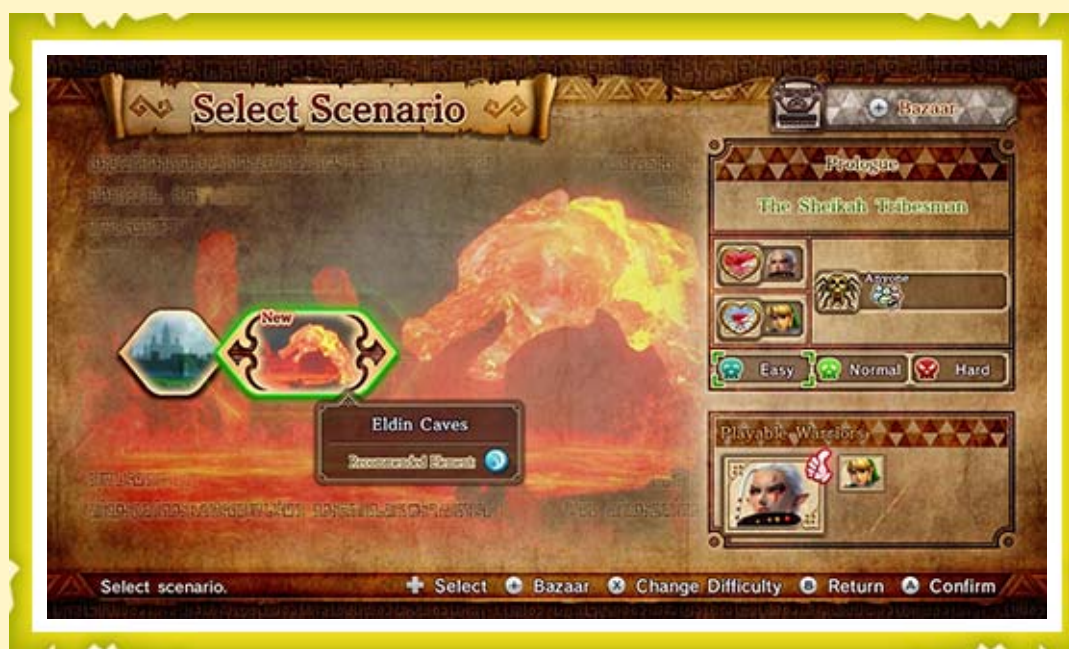 Select Scenario
Bazaar
Prologue
The Sheikah Tribesman
Anyone
Easy
Normal
Hard
New
Eldin Caves
Recommended Element:
Playable Warriors
Select scenario.
Select
Bazaar
X Change Difficulty
B Return
A Confirm